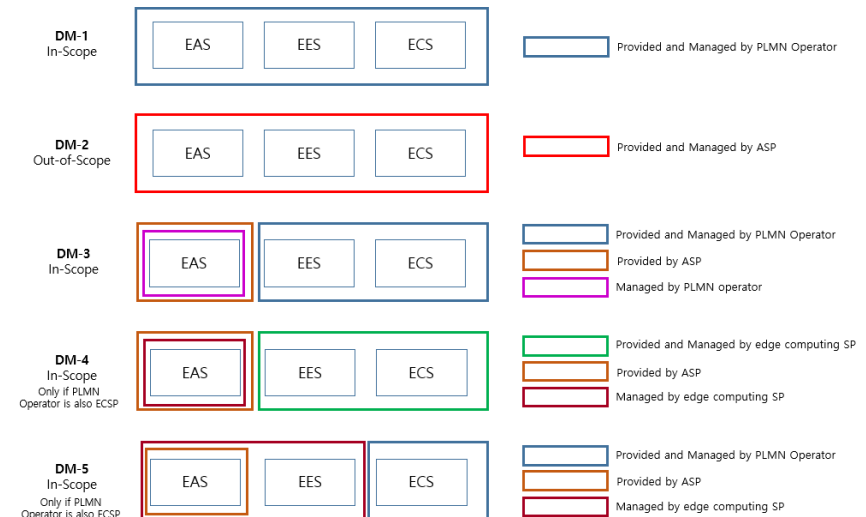 DM-1
In-Scope
EAS
EES
ECS
Provided and Managed by PLMN Operator
DM-2
Out-of-Scope
EAS
EES
ECS
Provided and Managed by ASP
DM-3
In-Scope
EAS
EES
ECS
Provided and Managed by PLMN Operator
Provided by ASP
Managed by PLMN operator
DM-4
In-Scope
Only if PLMN
Operator is also ECSP
EAS
EES
ECS
Provided and Managed by edge computing SP
Provided by ASP
Managed by edge computing SP
DM-5
In-Scope
Only if PLMN
Operator is also ECSP
EAS
EES
ECS
Provided and Managed by PLMN Operator
Provided by ASP
Managed by edge computing SP